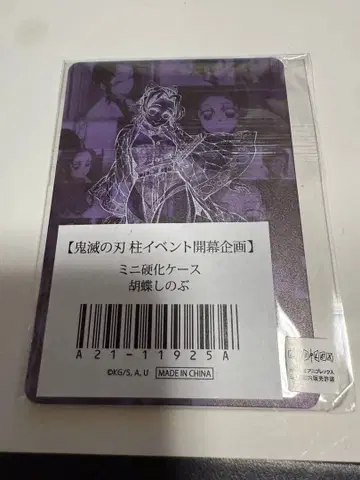 【鬼滅の刃 柱イベント開幕企画】
ミニ硬化ケース
胡蝶しのぶ
A21-11925A
©KG/S, A, U
MADE IN CHINA